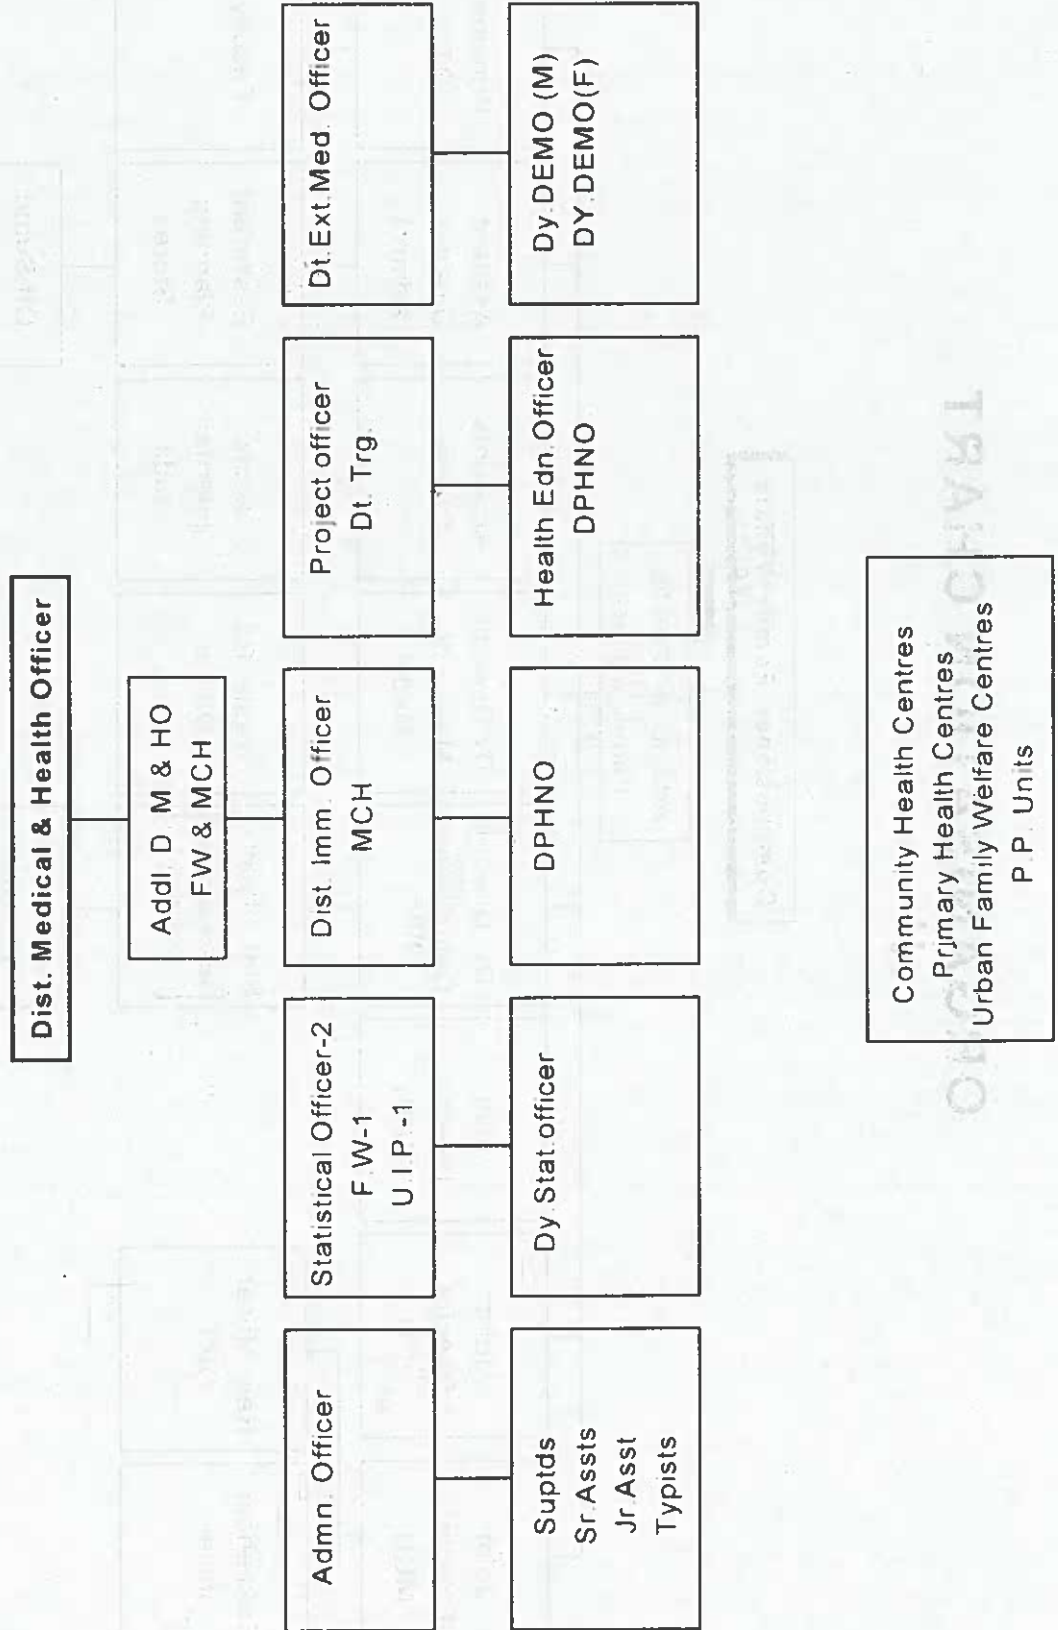 Dist. Medical & Health Officer
Addl. D. M & HO
FW & MCH
Admn. Officer
Statistical Officer-2
F.W-1
U.I.P.-1
Dist. Imm. Officer
MCH
Project officer
Dt. Trg.
Dt.Ext.Med. Officer
Suptds
Sr.Assts
Jr.Asst
Typists
Dy.Stat.officer
DPHNO
Health Edn.Officer
DPHNO
Dy.DEMO (M)
DY.DEMO(F)
Community Health Centres
Primary Health Centres
Urban Family Welfare Centres
P.P. Units